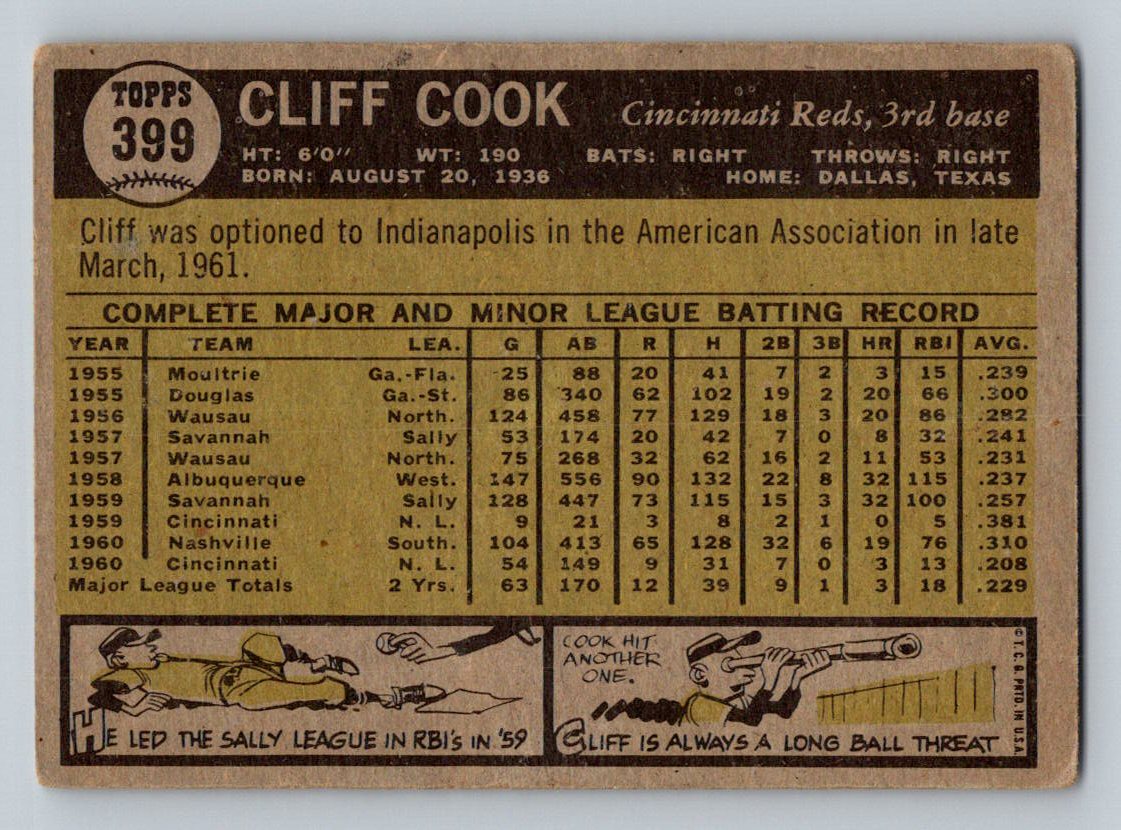 TOPPS
399
CLIFF COOK
Cincinnati Reds, 3rd base
HT: 6'0" WT: 190 BATS: RIGHT THROWS: RIGHT
BORN: AUGUST 20, 1936 HOME: DALLAS, TEXAS
Cliff was optioned to Indianapolis in the American Association in late
March, 1961.
COMPLETE MAJOR AND MINOR LEAGUE BATTING RECORD
YEAR TEAM LEA. G AB R H 2B 3B HR RBI AVG.
1955 Moultrie Ga.-Fla. 25 88 20 41 7 2 3 15 .239
1955 Douglas Ga.-St. 86 340 62 102 19 2 20 66 .300
1956 Wausau North. 124 458 77 129 18 3 20 86 .282
1957 Savannah Sally 53 174 20 42 7 0 8 32 .241
1957 Wausau North. 75 268 32 62 16 2 11 53 .231
1958 Albuquerque West. 147 556 90 132 22 8 32 115 .237
1959 Savannah Sally 128 447 73 115 15 3 32 100 .257
1959 Cincinnati N. L. 9 21 3 8 2 1 0 5 .381
1960 Nashville South. 104 413 65 128 32 6 19 76 .310
1960 Cincinnati N. L. 54 149 9 31 7 0 3 13 .208
Major League Totals 2 Yrs. 63 170 12 39 9 1 3 18 .229
HE LED THE SALLY LEAGUE IN RBI's IN '59
COOK HIT
ANOTHER
ONE.
CLIFF IS ALWAYS A LONG BALL THREAT
© T.C.G. PRTD. IN U.S.A.